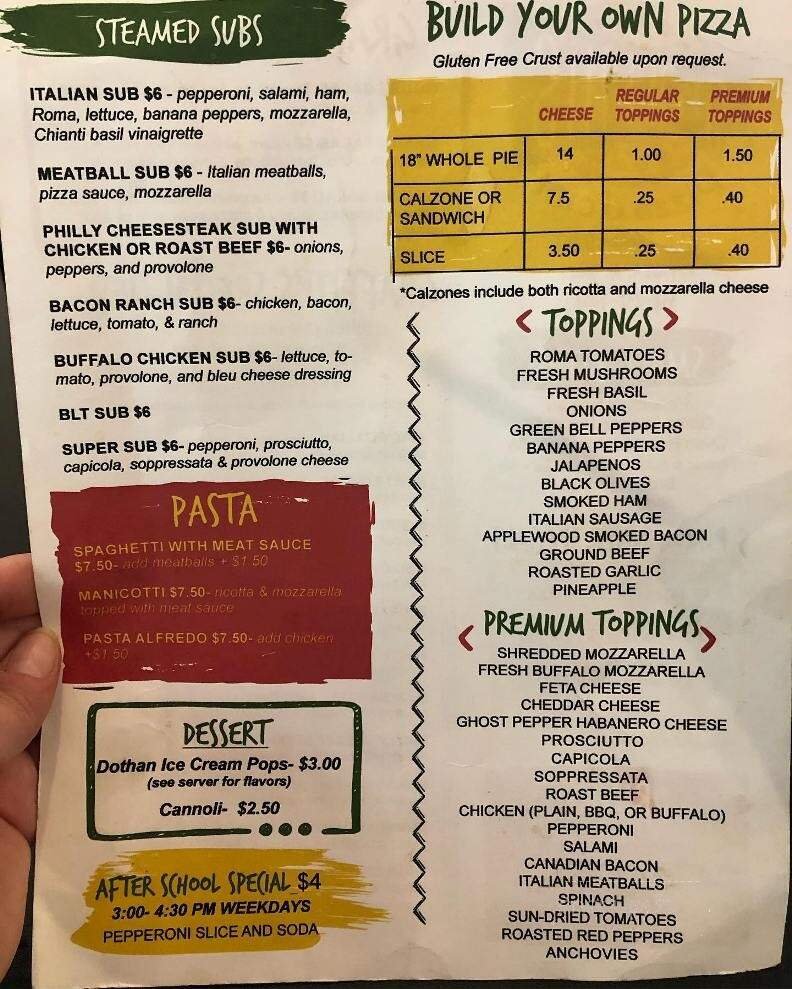 STEAMED SUBS
ITALIAN SUB $6 - pepperoni, salami, ham,
Roma, lettuce, banana peppers, mozzarella,
Chianti basil vinaigrette
MEATBALL SUB $6 - Italian meatballs,
pizza sauce, mozzarella
PHILLY CHEESESTEAK SUB WITH
CHICKEN OR ROAST BEEF $6- onions,
peppers, and provolone
BACON RANCH SUB $6- chicken, bacon,
lettuce, tomato, & ranch
BUFFALO CHICKEN SUB $6- lettuce, to-
mato, provolone, and bleu cheese dressing
BLT SUB $6
SUPER SUB $6- pepperoni, prosciutto,
capicola, soppressata & provolone cheese
PASTA
SPAGHETTI WITH MEAT SAUCE
$7.50- add meatballs + $1.50
MANICOTTI $7.50- ricotta & mozzarella
topped with meat sauce
PASTA ALFREDO $7.50- add chicken
+$1.50
DESSERT
Dothan Ice Cream Pops- $3.00
(see server for flavors)
Cannoli- $2.50
AFTER SCHOOL SPECIAL $4
3:00- 4:30 PM WEEKDAYS
PEPPERONI SLICE AND SODA
BUILD YOUR OWN PIZZA
Gluten Free Crust available upon request.
CHEESE REGULAR TOPPINGS PREMIUM TOPPINGS
18" WHOLE PIE 14 1.00 1.50
CALZONE OR SANDWICH 7.5 .25 .40
SLICE 3.50 .25 .40
*Calzones include both ricotta and mozzarella cheese
< TOPPINGS >
ROMA TOMATOES
FRESH MUSHROOMS
FRESH BASIL
ONIONS
GREEN BELL PEPPERS
BANANA PEPPERS
JALAPENOS
BLACK OLIVES
SMOKED HAM
ITALIAN SAUSAGE
APPLEWOOD SMOKED BACON
GROUND BEEF
ROASTED GARLIC
PINEAPPLE
< PREMIUM TOPPINGS >
SHREDDED MOZZARELLA
FRESH BUFFALO MOZZARELLA
FETA CHEESE
CHEDDAR CHEESE
GHOST PEPPER HABANERO CHEESE
PROSCIUTTO
CAPICOLA
SOPPRESSATA
ROAST BEEF
CHICKEN (PLAIN, BBQ, OR BUFFALO)
PEPPERONI
SALAMI
CANADIAN BACON
ITALIAN MEATBALLS
SPINACH
SUN-DRIED TOMATOES
ROASTED RED PEPPERS
ANCHOVIES